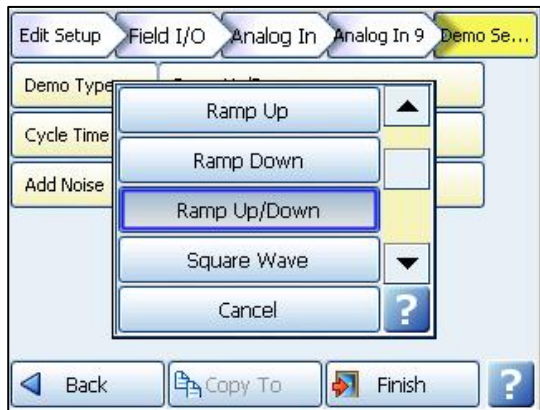 Edit Setup Field I/O Analog In Analog In 9 Demo Se...
Demo Type
Ramp Up
Cycle Time
Ramp Down
Add Noise
Ramp Up/Down
Square Wave
Cancel ?
Back Copy To Finish ?